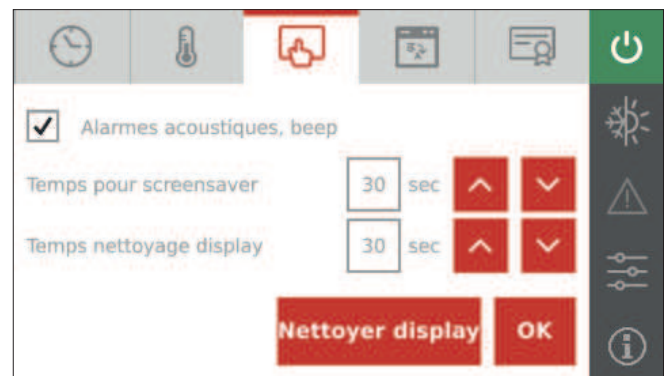 Alarmes acoustiques, beep
Temps pour screensaver 30 sec
Temps nettoyage display 30 sec
Nettoyer display OK